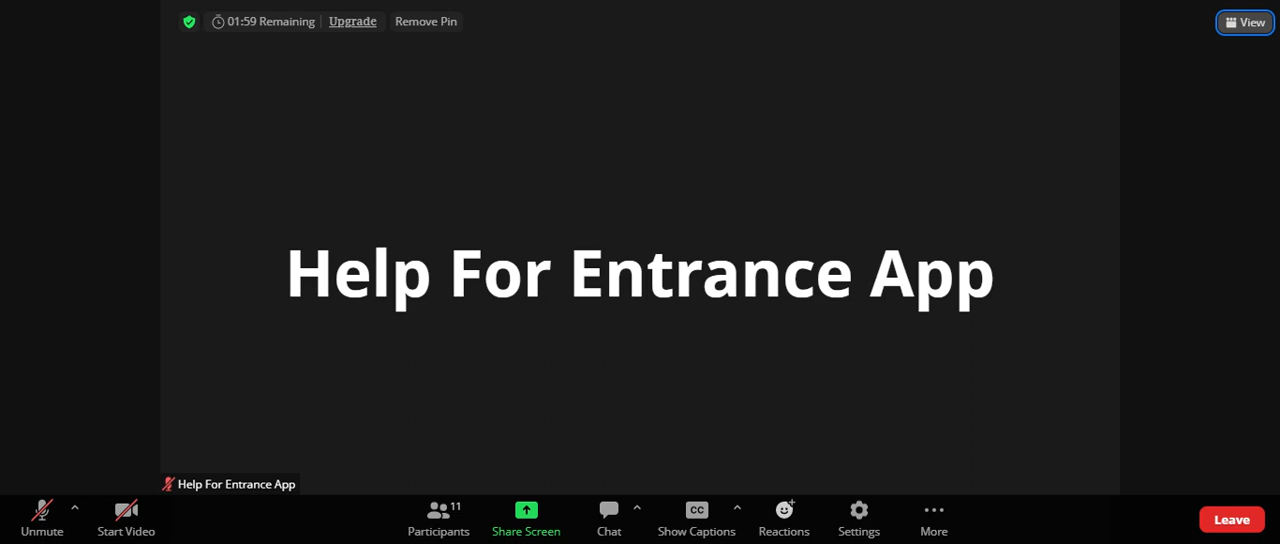 01:59 Remaining Upgrade Remove Pin View
Help For Entrance App
Help For Entrance App
Unmute Start Video Participants 11 Share Screen Chat CC Show Captions Reactions Settings More Leave